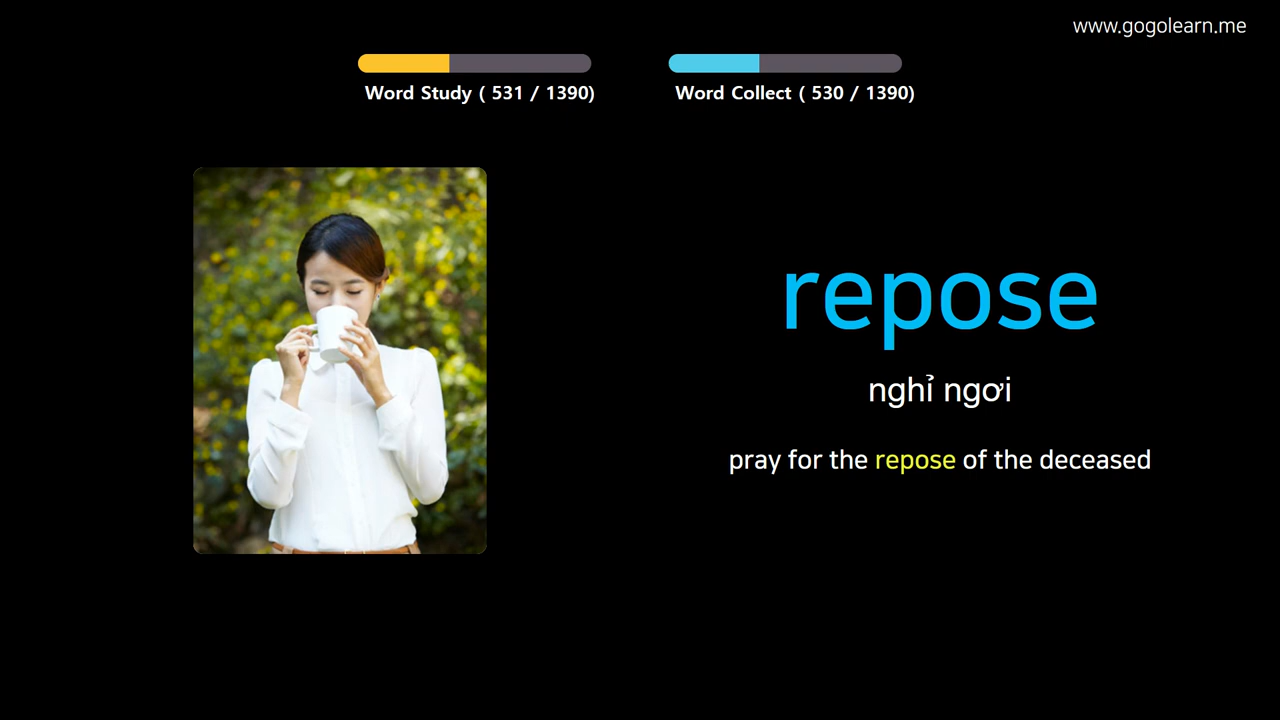 www.gogolearn.me
Word Study ( 531 / 1390)
Word Collect ( 530 / 1390)
repose
nghỉ ngơi
pray for the repose of the deceased